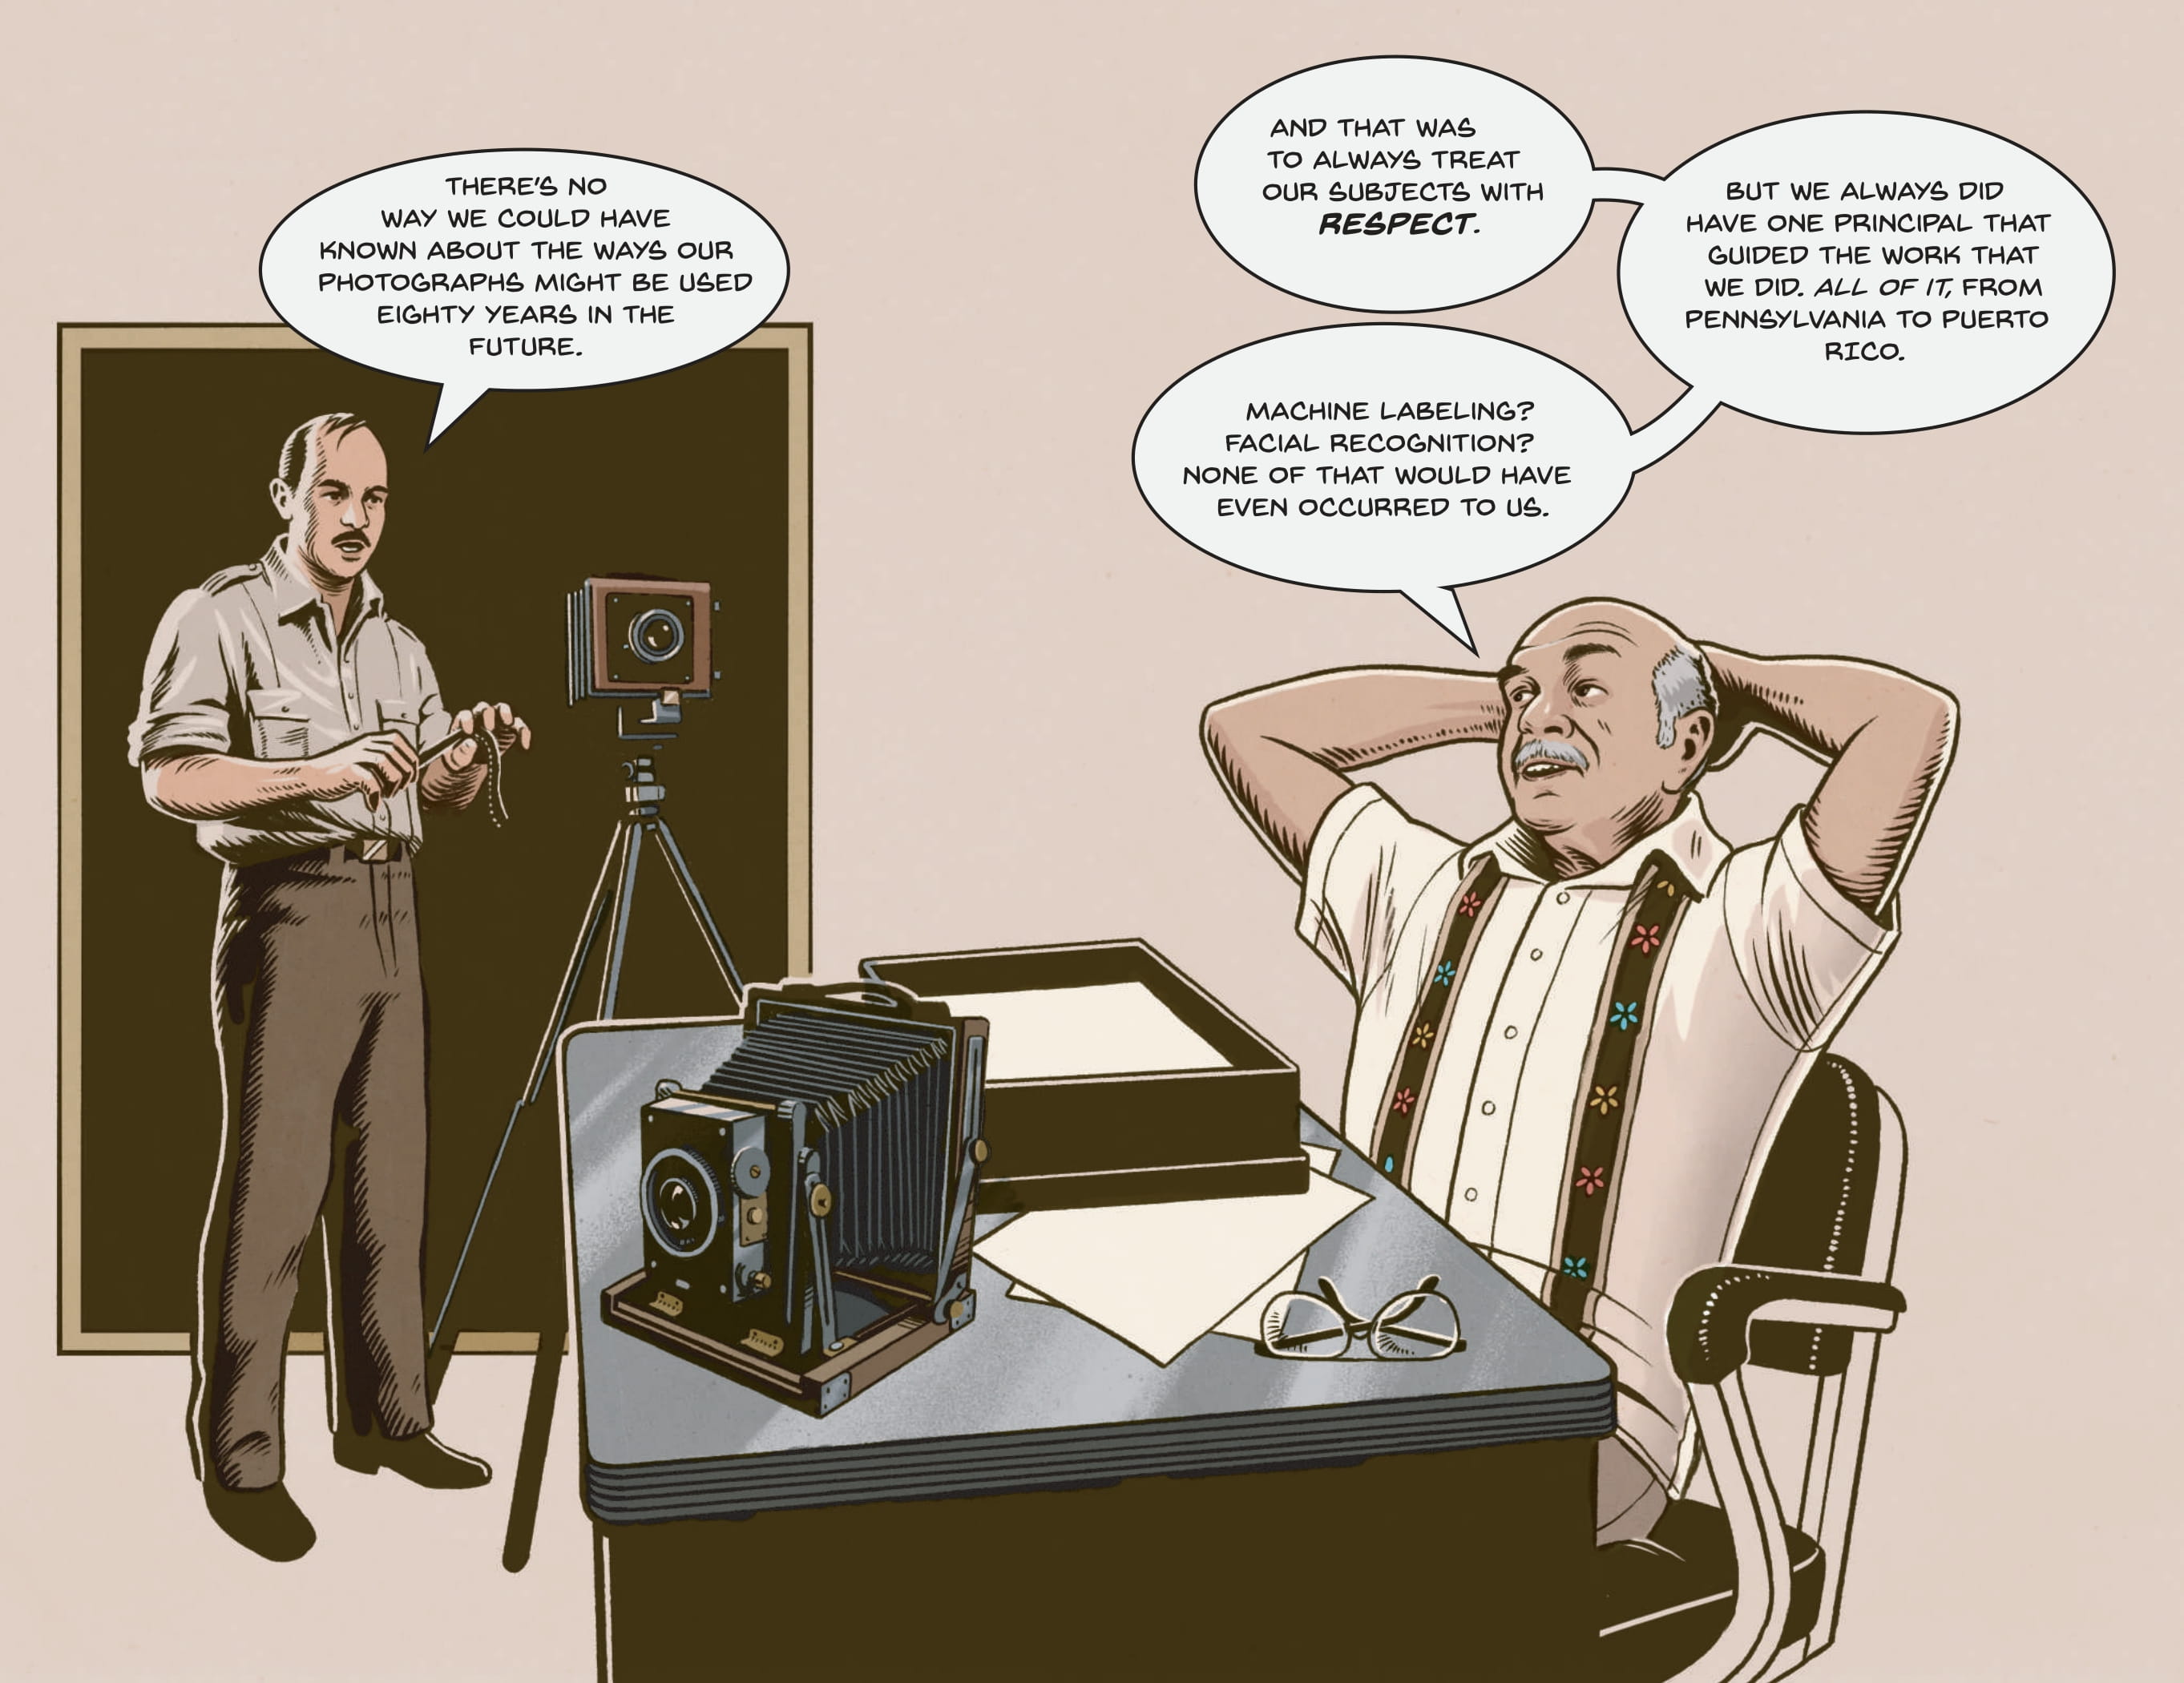 THERE'S NO
WAY WE COULD HAVE
KNOWN ABOUT THE WAYS OUR
PHOTOGRAPHS MIGHT BE USED
EIGHTY YEARS IN THE
FUTURE.
MACHINE LABELING?
FACIAL RECOGNITION?
NONE OF THAT WOULD HAVE
EVEN OCCURRED TO US.
BUT WE ALWAYS DID
HAVE ONE PRINCIPAL THAT
GUIDED THE WORK THAT
WE DID. ALL OF IT, FROM
PENNSYLVANIA TO PUERTO
RICO.
AND THAT WAS
TO ALWAYS TREAT
OUR SUBJECTS WITH
RESPECT.